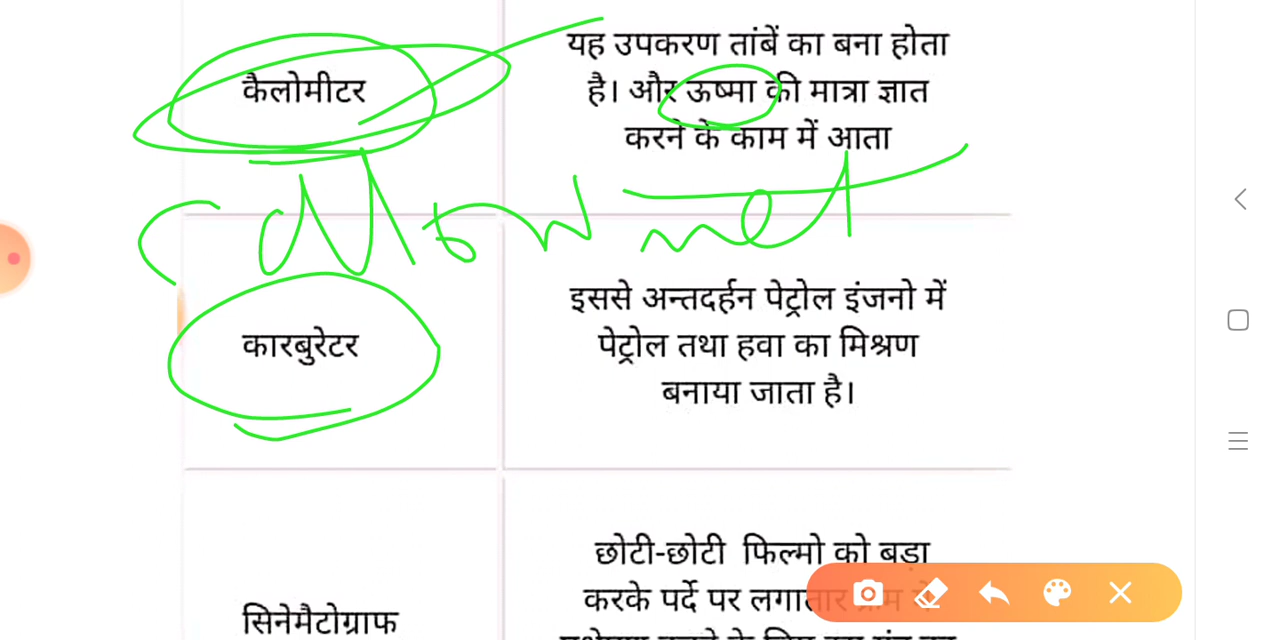 कैलोमीटर
यह उपकरण तांबें का बना होता
है। और ऊष्मा की मात्रा ज्ञात
करने के काम में आता
कारबुरेटर
इससे अन्तदर्हन पेट्रोल इंजनो में
पेट्रोल तथा हवा का मिश्रण
बनाया जाता है।
सिनेमैटोग्राफ
छोटी-छोटी फिल्मो को बड़ा
करके पर्दे पर लगातार